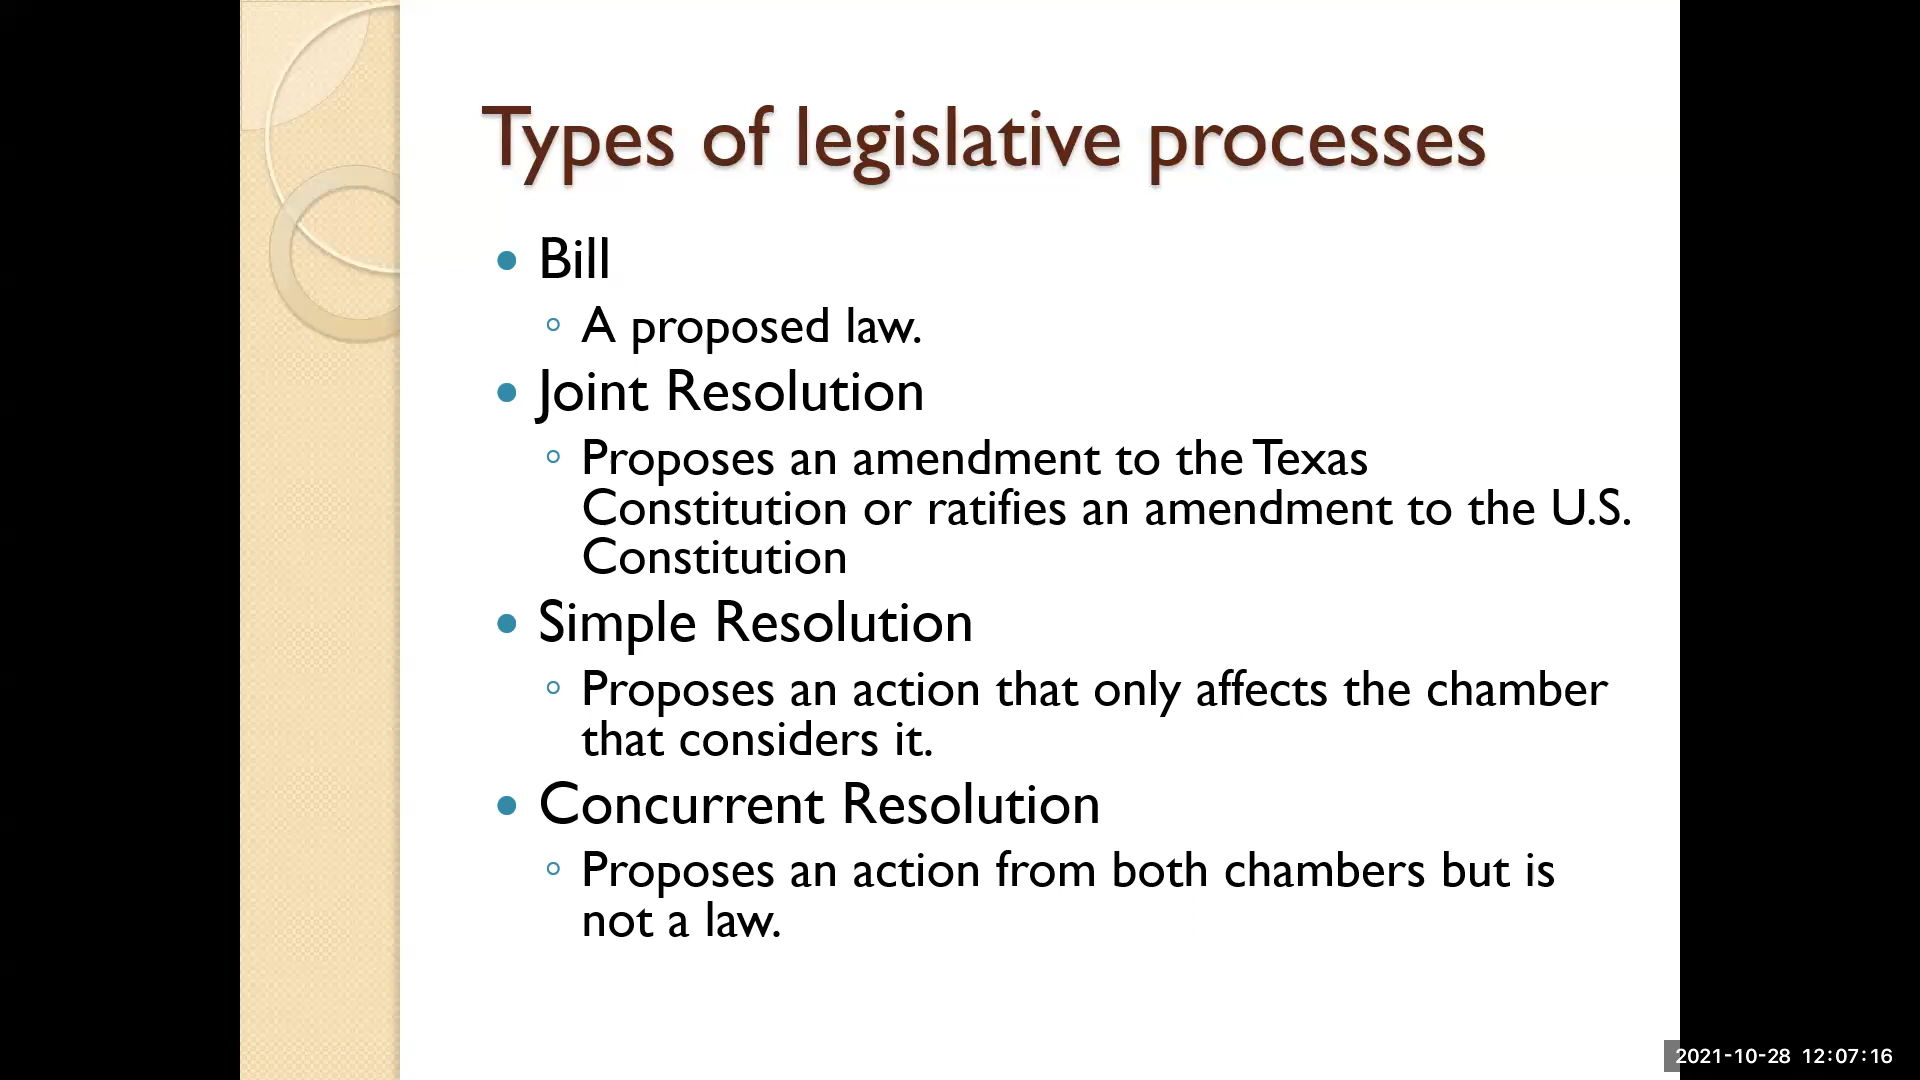 Types of legislative processes
• Bill
◦ A proposed law.
• Joint Resolution
◦ Proposes an amendment to the Texas
Constitution or ratifies an amendment to the U.S.
Constitution
• Simple Resolution
◦ Proposes an action that only affects the chamber
that considers it.
• Concurrent Resolution
◦ Proposes an action from both chambers but is
not a law.
2021-10-28 12:07:16